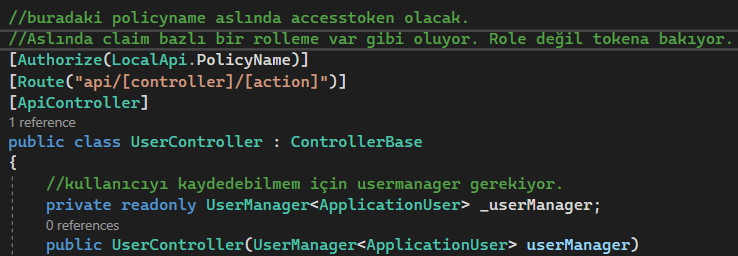 //buradaki policyname aslında accesstoken olacak.
//Aslında claim bazlı bir rolleme var gibi oluyor. Role değil tokena bakıyor.
[Authorize(LocalApi.PolicyName)]
[Route("api/[controller]/[action]")]
[ApiController]
1 reference
public class UserController : ControllerBase
{
//kullanıcıyı kaydedebilmem için usermanager gerekiyor.
private readonly UserManager<ApplicationUser> _userManager;
0 references
public UserController(UserManager<ApplicationUser> userManager)